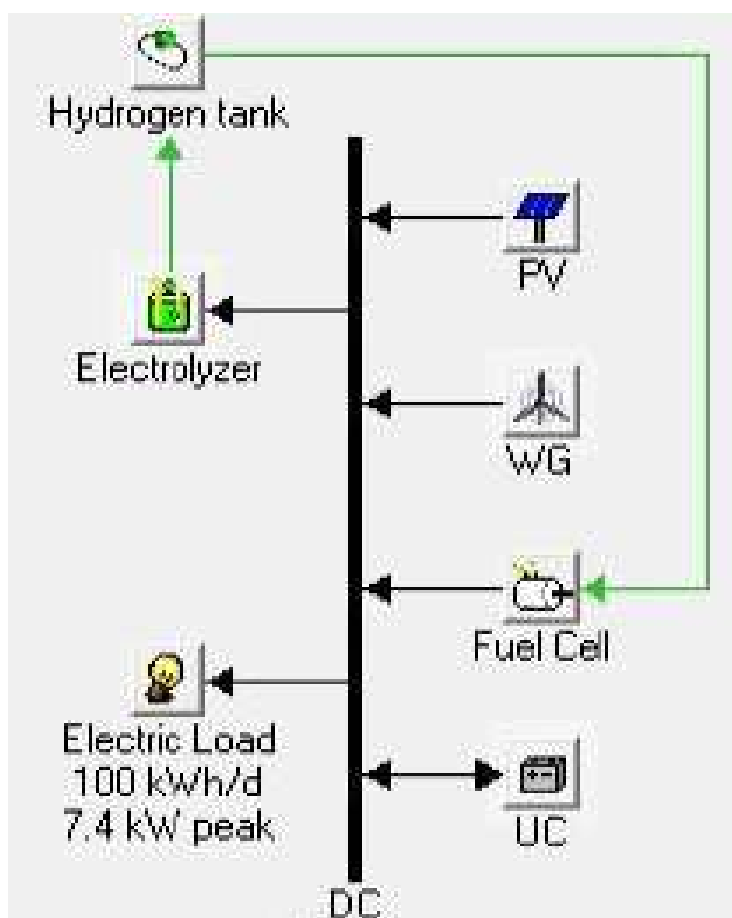 Hydrogen tank
PV
Electrolyzer
WG
Fuel Cell
Electric Load
100 kWh/d
7.4 kW peak
UC
DC